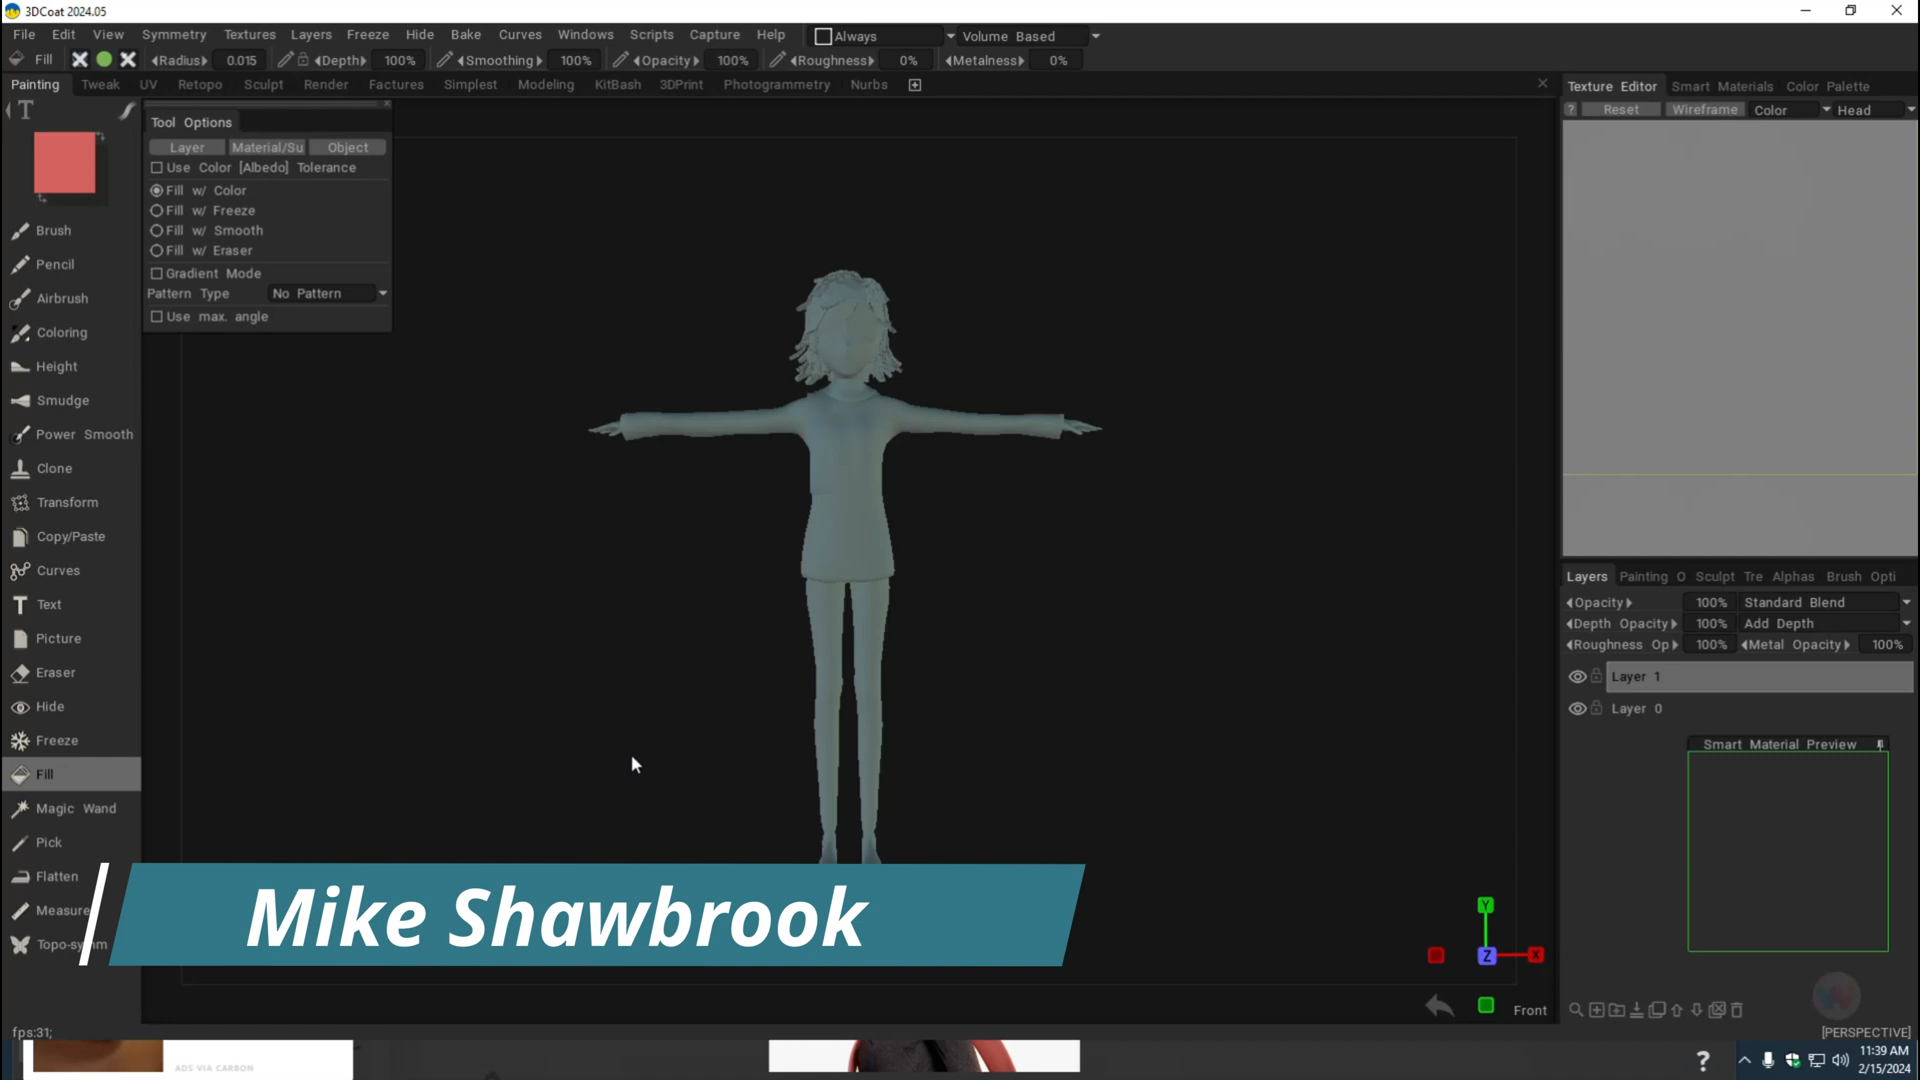 3DCoat 2024.05
File Edit View Symmetry Textures Layers Freeze Hide Bake Curves Windows Scripts Capture Help Always Volume Based
Fill Radius 0.015 Depth 100% Smoothing 100% Opacity 100% Roughness 0% Metalness 0%
Painting Tweak UV Retopo Sculpt Render Factures Simplest Modeling KitBash 3DPrint Photogrammetry Nurbs
Texture Editor Smart Materials Color Palette
? Reset Wireframe Color Head
Tool Options
Layer Material/Su Object
Use Color [Albedo] Tolerance
Fill w/ Color
Fill w/ Freeze
Fill w/ Smooth
Fill w/ Eraser
Gradient Mode
Pattern Type No Pattern
Use max. angle
Brush
Pencil
Airbrush
Coloring
Height
Smudge
Power Smooth
Clone
Transform
Copy/Paste
Curves
Text
Picture
Eraser
Hide
Freeze
Fill
Magic Wand
Pick
Flatten
Measure
Topo-symm
Layers Painting O Sculpt Tre Alphas Brush Opti
Opacity 100% Standard Blend
Depth Opacity 100% Add Depth
Roughness Op 100% Metal Opacity 100%
Layer 1
Layer 0
Smart Material Preview
Mike Shawbrook
Y
Z X
Front
fps:31;
[PERSPECTIVE]
ADS VIA CARBON
11:39 AM
2/15/2024